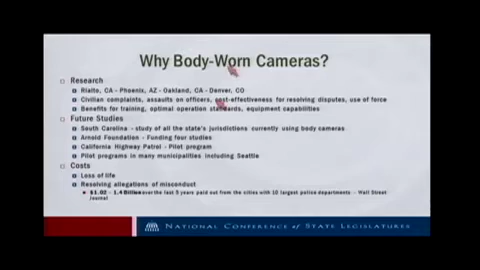 Why Body-Worn Cameras?
Research
Rialto, CA - Phoenix, AZ - Oakland, CA - Denver, CO
Civilian complaints, assaults on officers, cost-effectiveness for resolving disputes, use of force
Benefits for training, optimal operation standards, equipment capabilities
Future Studies
South Carolina - study of all the state's jurisdictions currently using body cameras
Arnold Foundation - Funding four studies
California Highway Patrol - Pilot program
Pilot programs in many municipalities including Seattle
Costs
Loss of life
Resolving allegations of misconduct
$1.02 - 1.4 Billion over the last 5 years paid out from the cities with 10 largest police departments - Wall Street
Journal
NATIONAL CONFERENCE of STATE LEGISLATURES